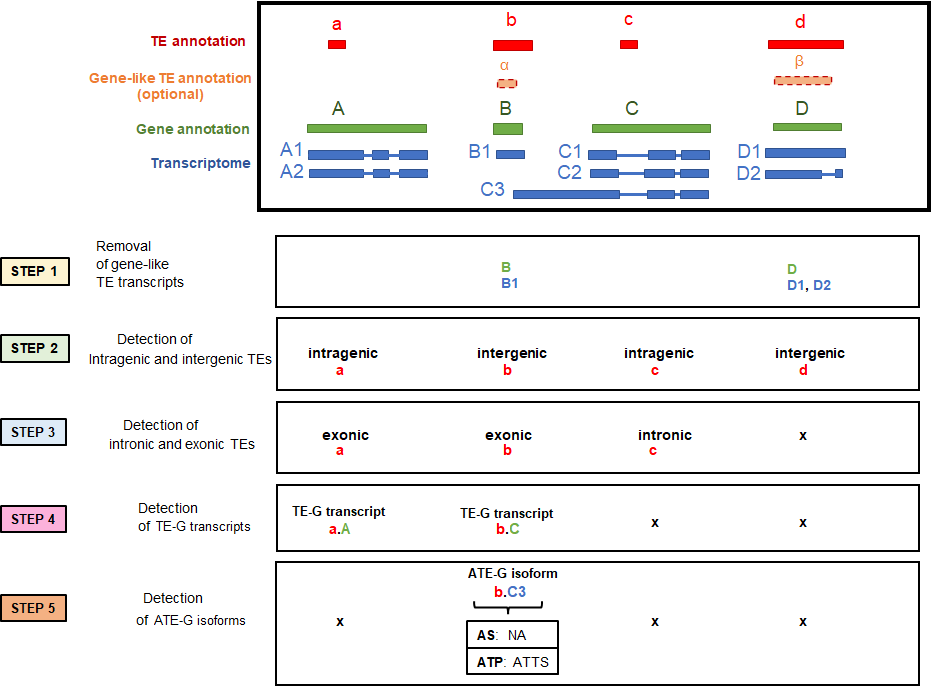 a b c d
TE annotation
α β
Gene-like TE annotation
(optional)
A B C D
Gene annotation
A1 B1 C1 D1
Transcriptome
A2 C2 D2
C3
STEP 1
Removal
of gene-like
TE transcripts
B
B1
D
D1, D2
STEP 2
Detection of
Intragenic and intergenic TEs
intragenic intergenic intragenic intergenic
a b c d
STEP 3
Detection of
intronic and exonic TEs
exonic exonic intronic x
a b c
STEP 4
Detection
of TE-G transcripts
TE-G transcript
a.A
TE-G transcript
b.C
x x
STEP 5
Detection
of ATE-G isoforms
x
ATE-G isoform
b.C3
AS: NA
ATP: ATTS
x x